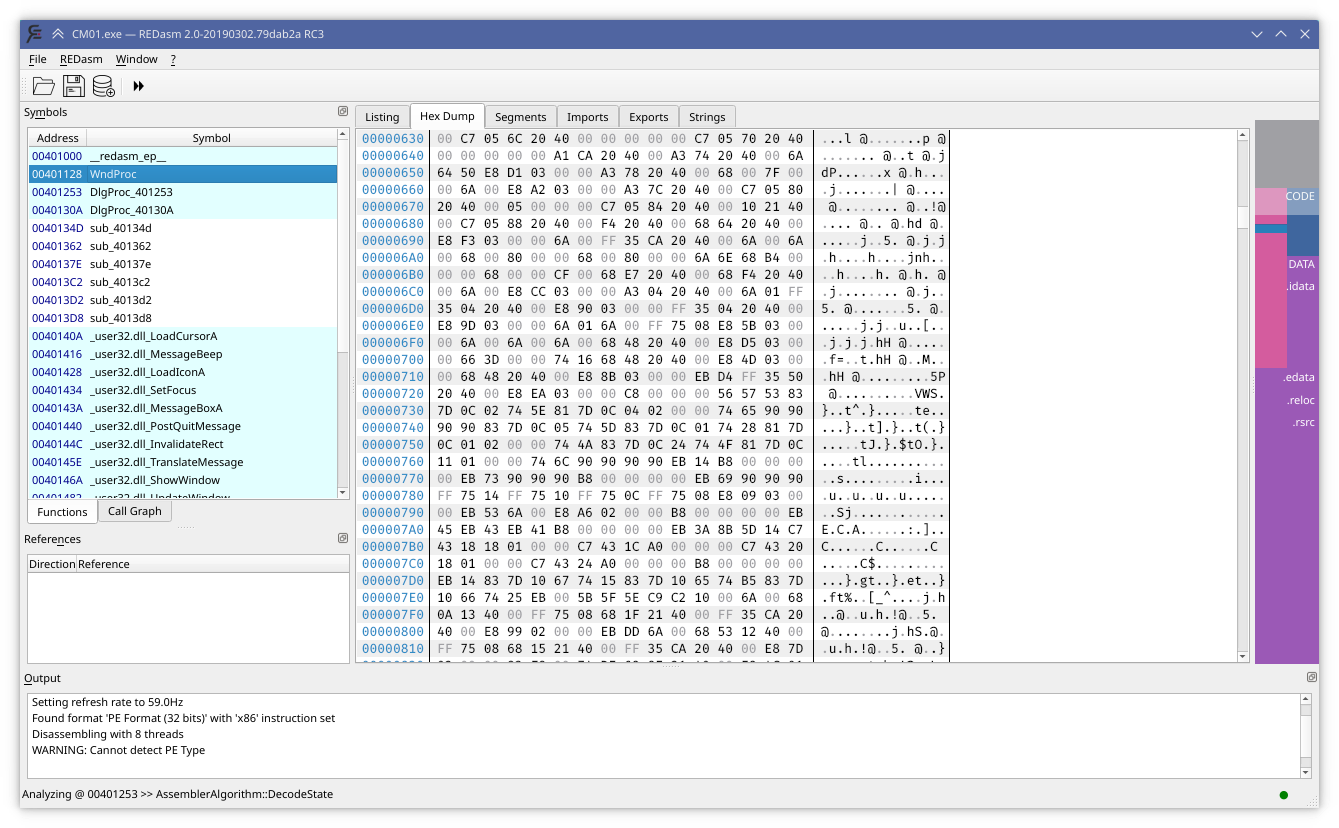 CM01.exe — REDasm 2.0-20190302.79dab2a RC3
File REDasm Window ?
Symbols
Address Symbol
00401000 __redasm_ep__
00401128 WndProc
00401253 DlgProc_401253
0040130A DlgProc_40130A
0040134D sub_40134d
00401362 sub_401362
0040137E sub_40137e
004013C2 sub_4013c2
004013D2 sub_4013d2
004013D8 sub_4013d8
0040140A _user32.dll_LoadCursorA
00401416 _user32.dll_MessageBeep
00401428 _user32.dll_LoadIconA
00401434 _user32.dll_SetFocus
0040143A _user32.dll_MessageBoxA
00401440 _user32.dll_PostQuitMessage
0040144C _user32.dll_InvalidateRect
0040145E _user32.dll_TranslateMessage
0040146A _user32.dll_ShowWindow
00401482 _user32.dll_UpdateWindow
Functions Call Graph
References
Direction Reference
Listing Hex Dump Segments Imports Exports Strings
00000630 00 C7 05 6C 20 40 00 00 00 00 00 C7 05 70 20 40 ...l @.......p @
00000640 00 00 00 00 00 A1 CA 20 40 00 A3 74 20 40 00 6A ....... @..t @.j
00000650 64 50 E8 D1 03 00 00 A3 78 20 40 00 68 00 7F 00 dP......x @.h...
00000660 00 6A 00 E8 A2 03 00 00 A3 7C 20 40 00 C7 05 80 .j.......| @....
00000670 20 40 00 05 00 00 00 C7 05 84 20 40 00 10 21 40  @........ @..!@
00000680 00 C7 05 88 20 40 00 F4 20 40 00 68 64 20 40 00 .... @.. @.hd @.
00000690 E8 F3 03 00 00 6A 00 FF 35 CA 20 40 00 6A 00 6A .....j..5. @.j.j
000006A0 00 68 00 80 00 00 68 00 80 00 00 6A 6E 68 B4 00 .h....h....jnh..
000006B0 00 00 68 00 00 CF 00 68 E7 20 40 00 68 F4 20 40 ..h....h. @.h. @
000006C0 00 6A 00 E8 CC 03 00 00 A3 04 20 40 00 6A 01 FF .j........ @.j..
000006D0 35 04 20 40 00 E8 90 03 00 00 FF 35 04 20 40 00 5. @.......5. @.
000006E0 E8 9D 03 00 00 6A 01 6A 00 FF 75 08 E8 5B 03 00 .....j.j..u..[..
000006F0 00 6A 00 6A 00 6A 00 68 48 20 40 00 E8 D5 03 00 .j.j.j.hH @.....
00000700 00 66 3D 00 00 74 16 68 48 20 40 00 E8 4D 03 00 .f=..t.hH @..M..
00000710 00 68 48 20 40 00 E8 8B 03 00 00 EB D4 FF 35 50 .hH @.........5P
00000720 20 40 00 E8 EA 03 00 00 C8 00 00 00 56 57 53 83  @..........VWS.
00000730 7D 0C 02 74 5E 81 7D 0C 04 02 00 00 74 65 90 90 }..t^.}.....te..
00000740 90 90 83 7D 0C 05 74 5D 83 7D 0C 01 74 28 81 7D ...}..t].}..t(.}
00000750 0C 01 02 00 00 74 4A 83 7D 0C 24 74 4F 81 7D 0C .....tJ.}.$tO.}.
00000760 11 01 00 00 74 6C 90 90 90 90 EB 14 B8 00 00 00 ....tl..........
00000770 00 EB 73 90 90 90 B8 00 00 00 00 EB 69 90 90 90 ..s.........i...
00000780 FF 75 14 FF 75 10 FF 75 0C FF 75 08 E8 09 03 00 .u..u..u..u.....
00000790 00 EB 53 6A 00 E8 A6 02 00 00 B8 00 00 00 00 EB ..Sj............
000007A0 45 EB 43 EB 41 B8 00 00 00 00 EB 3A 8B 5D 14 C7 E.C.A......:.]..
000007B0 43 18 18 01 00 00 C7 43 1C A0 00 00 00 C7 43 20 C......C......C
000007C0 18 01 00 00 C7 43 24 A0 00 00 00 B8 00 00 00 00 .....C$.........
000007D0 EB 14 83 7D 10 67 74 15 83 7D 10 65 74 B5 83 7D ...}.gt..}.et..}
000007E0 10 66 74 25 EB 00 5B 5F 5E C9 C2 10 00 6A 00 68 .ft%..[_^....j.h
000007F0 0A 13 40 00 FF 75 08 68 1F 21 40 00 FF 35 CA 20 ..@..u.h.!@..5.
00000800 40 00 E8 99 02 00 00 EB DD 6A 00 68 53 12 40 00 @........j.hS.@.
00000810 FF 75 08 68 15 21 40 00 FF 35 CA 20 40 00 E8 7D .u.h.!@..5. @..}
CODE
DATA
.idata
.edata
.reloc
.rsrc
Output
Setting refresh rate to 59.0Hz
Found format 'PE Format (32 bits)' with 'x86' instruction set
Disassembling with 8 threads
WARNING: Cannot detect PE Type
Analyzing @ 00401253 >> AssemblerAlgorithm::DecodeState